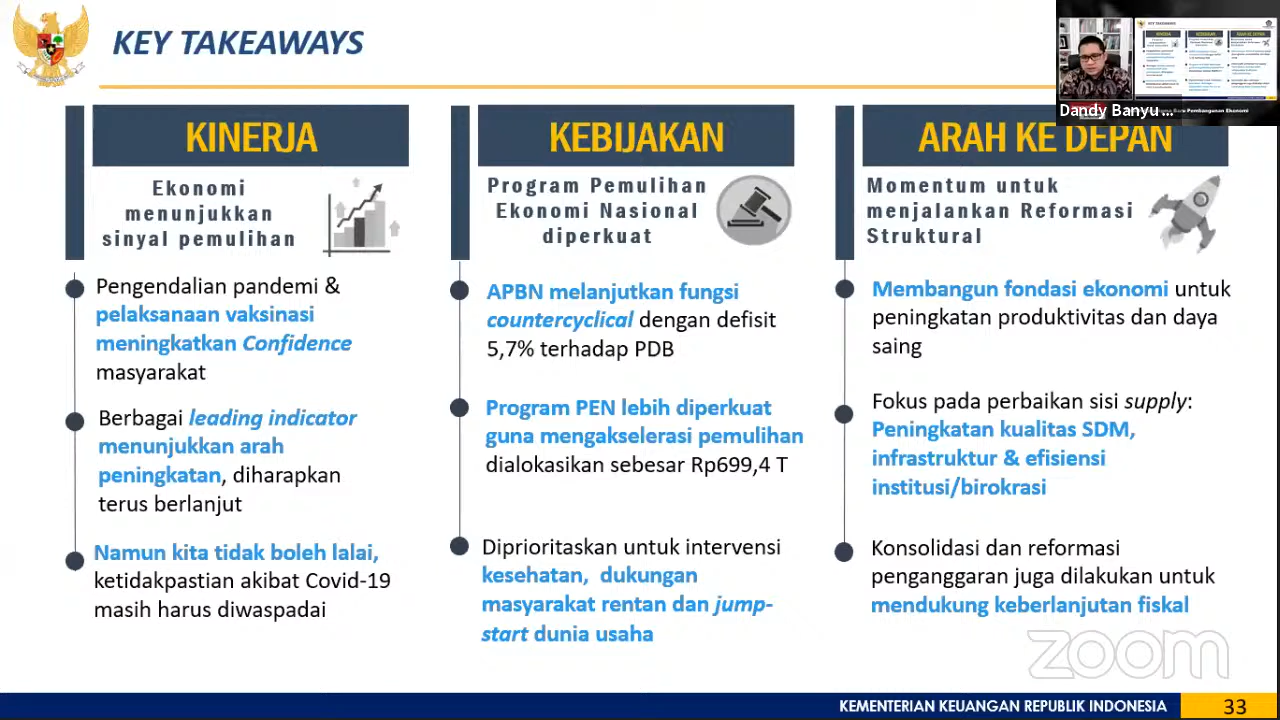 KEY TAKEAWAYS
KINERJA
Ekonomi
menunjukkan
sinyal pemulihan
Pengendalian pandemi &
pelaksanaan vaksinasi
meningkatkan Confidence
masyarakat
Berbagai leading indicator
menunjukkan arah
peningkatan, diharapkan
terus berlanjut
Namun kita tidak boleh lalai,
ketidakpastian akibat Covid-19
masih harus diwaspadai
KEBIJAKAN
Program Pemulihan
Ekonomi Nasional
diperkuat
APBN melanjutkan fungsi
countercyclical dengan defisit
5,7% terhadap PDB
Program PEN lebih diperkuat
guna mengakselerasi pemulihan
dialokasikan sebesar Rp699,4 T
Diprioritaskan untuk intervensi
kesehatan, dukungan
masyarakat rentan dan jump-
start dunia usaha
ARAH KE DEPAN
Momentum untuk
menjalankan Reformasi
Struktural
Membangun fondasi ekonomi untuk
peningkatan produktivitas dan daya
saing
Fokus pada perbaikan sisi supply:
Peningkatan kualitas SDM,
infrastruktur & efisiensi
institusi/birokrasi
Konsolidasi dan reformasi
penganggaran juga dilakukan untuk
mendukung keberlanjutan fiskal
Dandy Banyu ...
Pembangunan Ekonomi
zoom
KEMENTERIAN KEUANGAN REPUBLIK INDONESIA
33